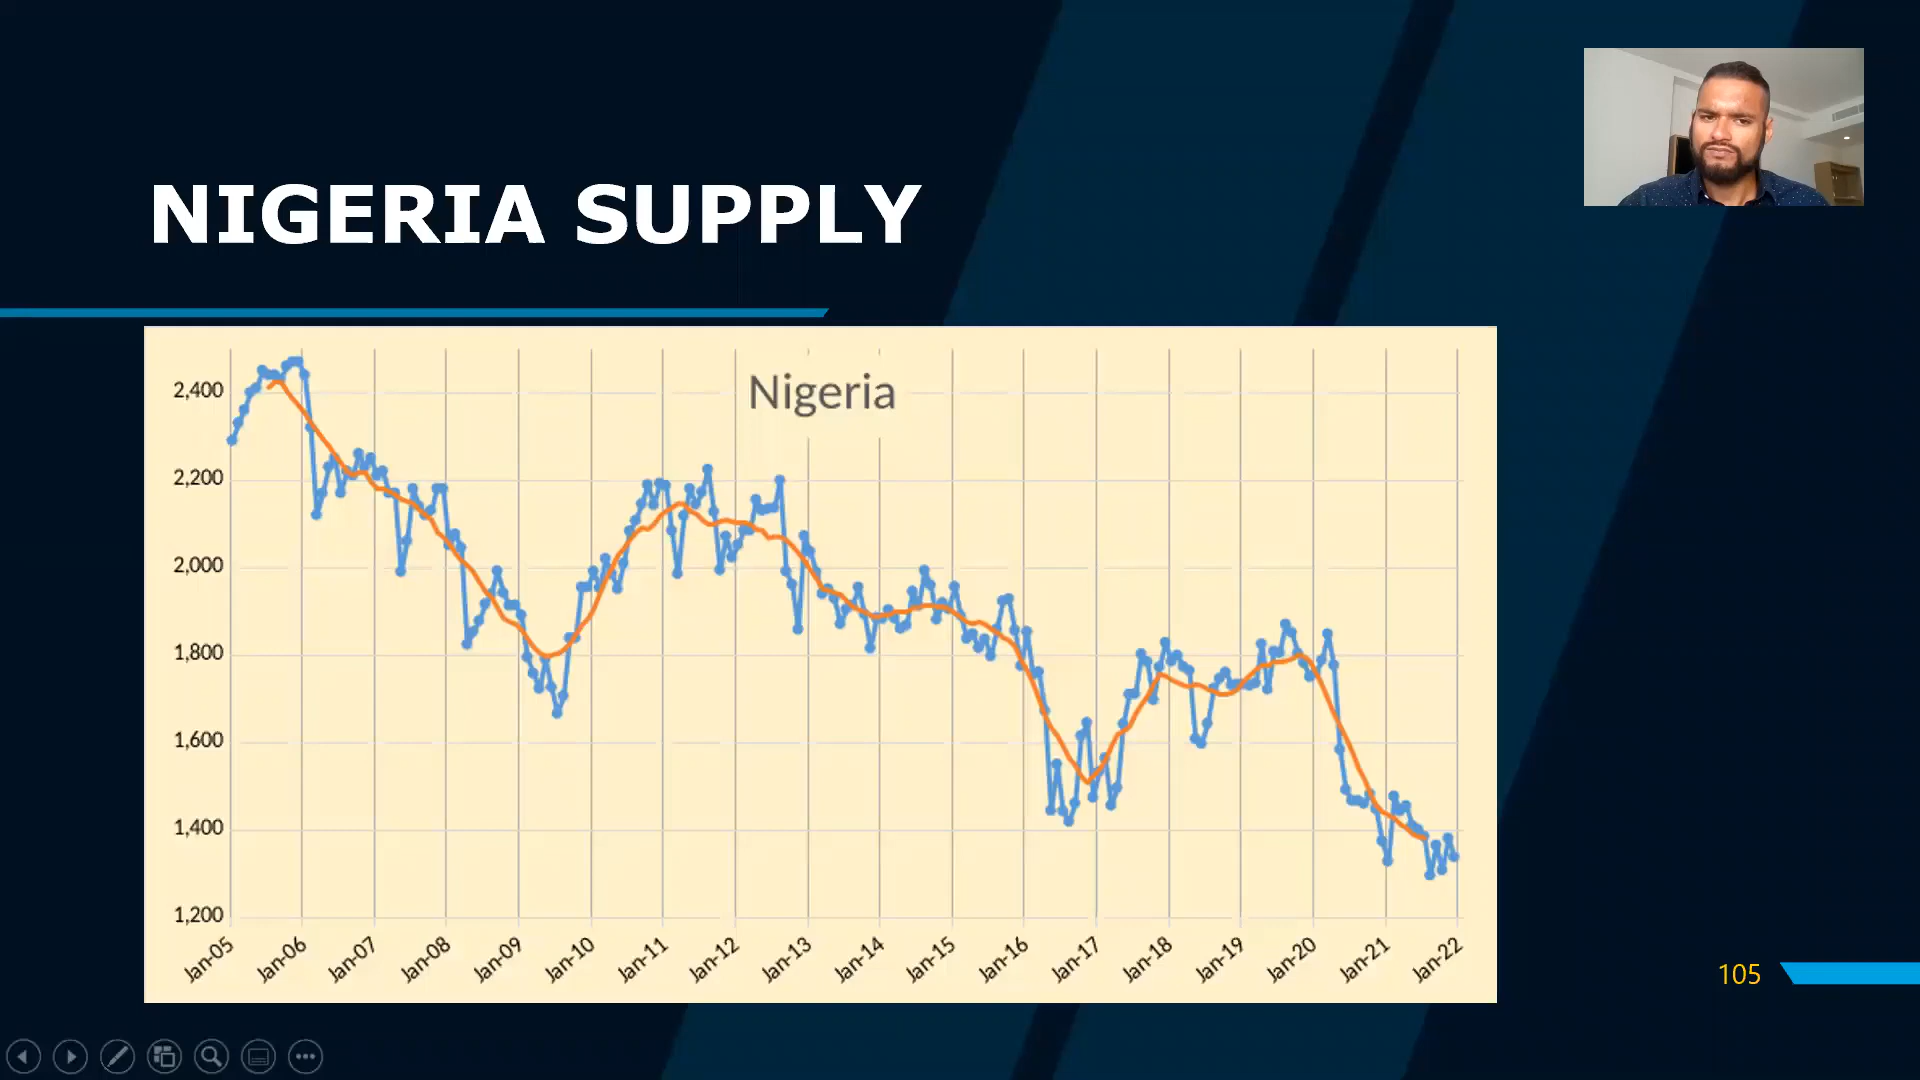 NIGERIA SUPPLY
Nigeria
2,400
2,200
2,000
1,800
1,600
1,400
1,200
Jan-05
Jan-06
Jan-07
Jan-08
Jan-09
Jan-10
Jan-11
Jan-12
Jan-13
Jan-14
Jan-15
Jan-16
Jan-17
Jan-18
Jan-19
Jan-20
Jan-21
Jan-22
105